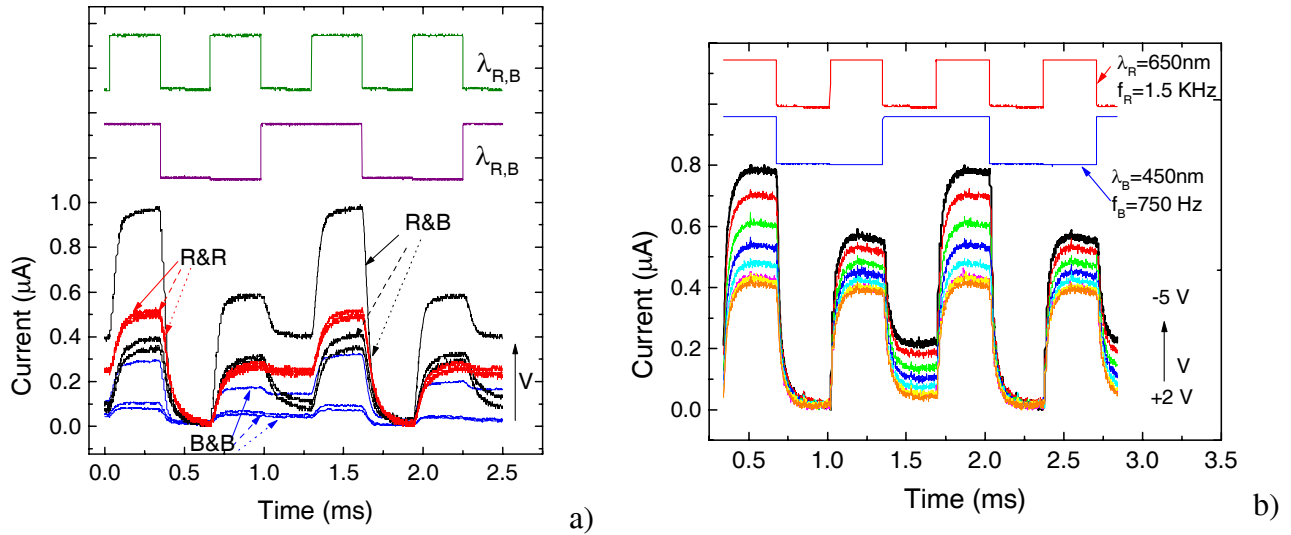 λR,B
λR,B
1.0
0.8
0.6
0.4
0.2
0.0
Current (µA)
R&R
R&B
B&B
V
0.0 0.5 1.0 1.5 2.0 2.5
Time (ms)
a)
λR=650nm
fR=1.5 KHz
λB=450nm
fB=750 Hz
0.8
0.6
0.4
0.2
0.0
Current (µA)
-5 V
V
+2 V
0.5 1.0 1.5 2.0 2.5 3.0 3.5
Time (ms)
b)